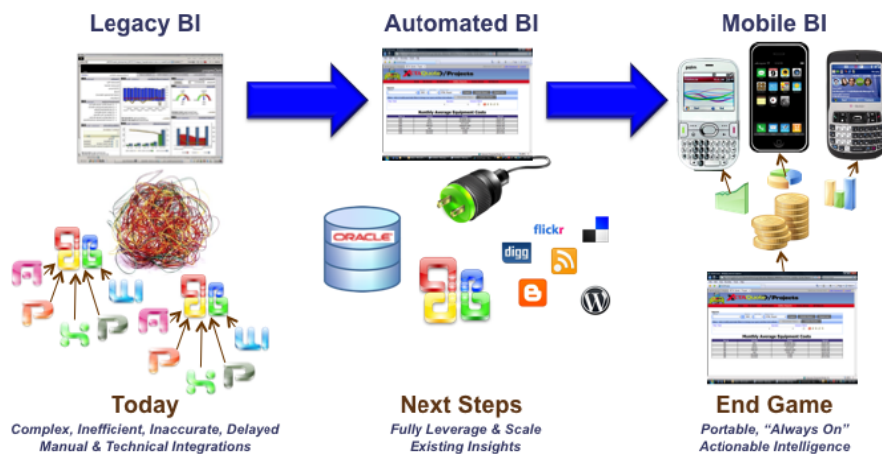 Legacy BI
Automated BI
Mobile BI
Monthly Average Equipment Costs
palm
ORACLE
flickr
digg
Monthly Average Equipment Costs
Today
Next Steps
End Game
Complex, Inefficient, Inaccurate, Delayed
Manual & Technical Integrations
Fully Leverage & Scale
Existing Insights
Portable, “Always On”
Actionable Intelligence